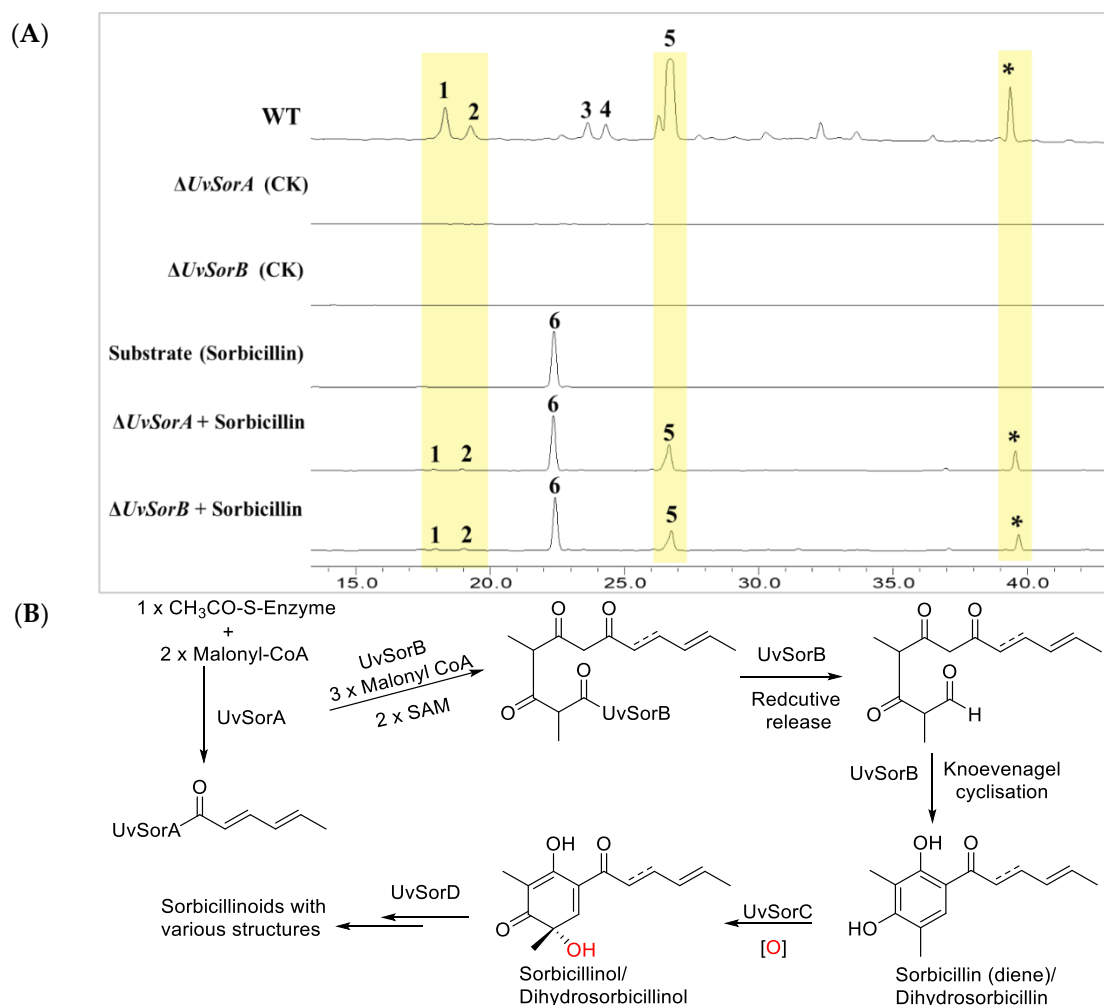 (A)
1
2
3
4
5
*
WT
ΔUvSorA (CK)
ΔUvSorB (CK)
6
Substrate (Sorbicillin)
6
ΔUvSorA + Sorbicillin
1
2
5
*
6
ΔUvSorB + Sorbicillin
1
2
5
*
15.0
20.0
25.0
30.0
35.0
40.0
(B)
1 x CH3CO-S-Enzyme
+
2 x Malonyl-CoA
UvSorA
O
UvSorA
UvSorB
3 x Malonyl CoA
2 x SAM
O
O
O
O
UvSorB
UvSorB
Redcutive
release
O
O
O
O
H
UvSorB
Knoevenagel
cyclisation
OH
O
HO
Sorbicillin (diene)/
Dihydrosorbicillin
UvSorC
[O]
OH
O
O
OH
Sorbicillinol/
Dihydrosorbicillinol
UvSorD
Sorbicillinoids with
various structures